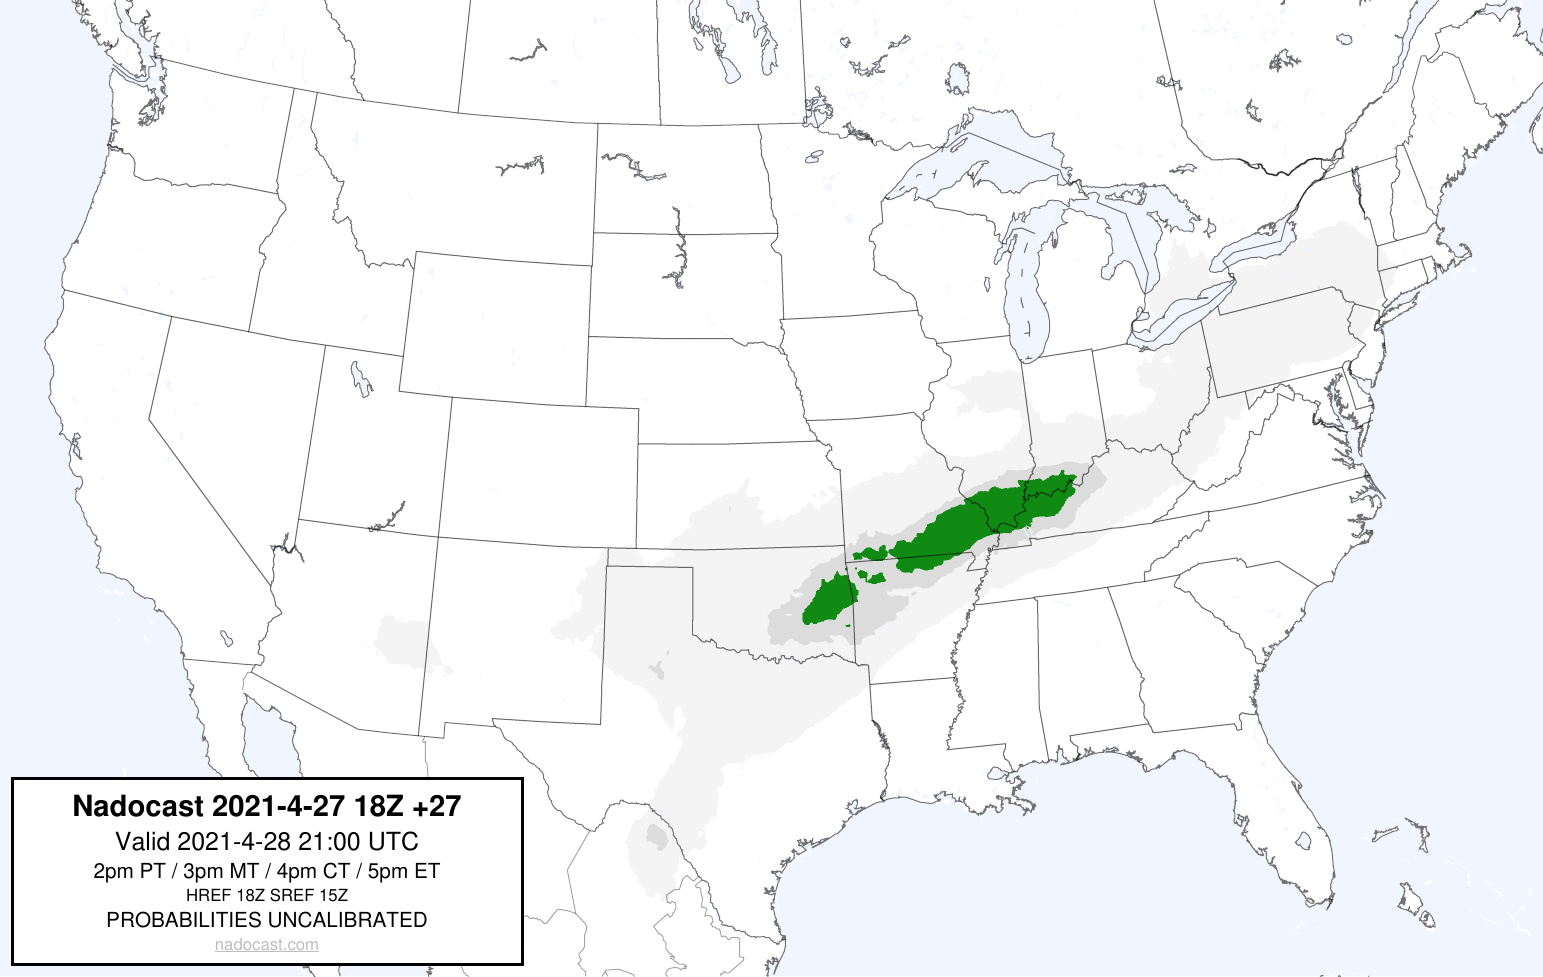 Nadocast 2021-4-27 18Z +27
Valid 2021-4-28 21:00 UTC
2pm PT / 3pm MT / 4pm CT / 5pm ET
HREF 18Z SREF 15Z
PROBABILITIES UNCALIBRATED
nadocast.com